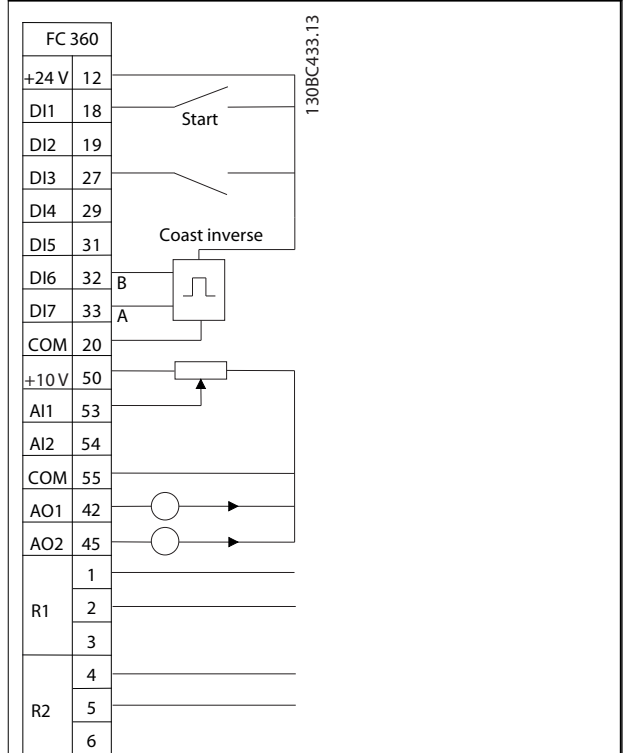 FC 360
130BC433.13
+24 V 12
DI1 18
Start
DI2 19
DI3 27
DI4 29
DI5 31
Coast inverse
DI6 32 B
DI7 33 A
COM 20
+10 V 50
AI1 53
AI2 54
COM 55
AO1 42
AO2 45
R1
1
2
3
R2
4
5
6